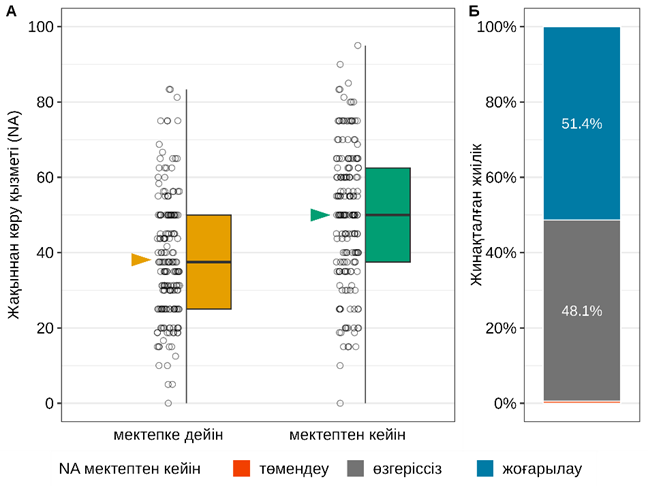 А
Жақыннан көру қызметі (NA)
100
80
60
40
20
0
мектепке дейін
мектептен кейін
Б
Жинақталған жиілік
100%
80%
60%
40%
20%
0%
51.4%
48.1%
NA мектептен кейін
төмендеу
өзгеріссіз
жоғарылау